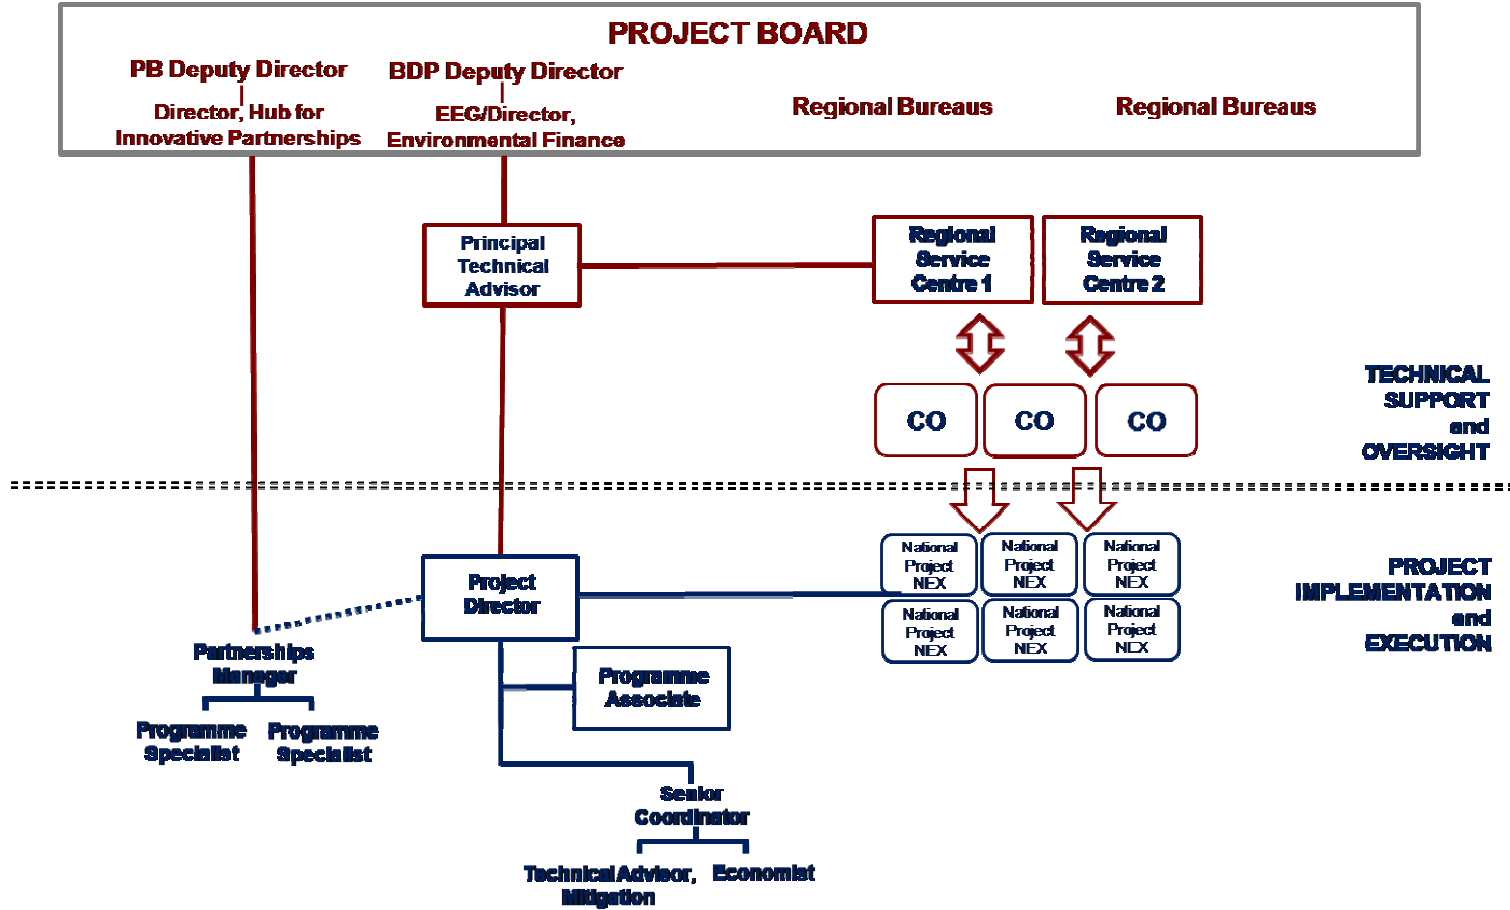 PROJECT BOARD
PB Deputy Director
Director, Hub for
Innovative Partnerships
BDP Deputy Director
EEG/Director,
Environmental Finance
Regional Bureaus
Regional Bureaus
Principal
Technical
Advisor
Regional
Service
Centre 1
Regional
Service
Centre 2
CO
CO
CO
TECHNICAL
SUPPORT
and
OVERSIGHT
Project
Director
National
Project
NEX
National
Project
NEX
National
Project
NEX
National
Project
NEX
National
Project
NEX
National
Project
NEX
PROJECT
IMPLEMENTATION
and
EXECUTION
Partnerships
Manager
Programme
Specialist
Programme
Specialist
Programme
Associate
Senior
Coordinator
Technical Advisor,
Mitigation
Economist